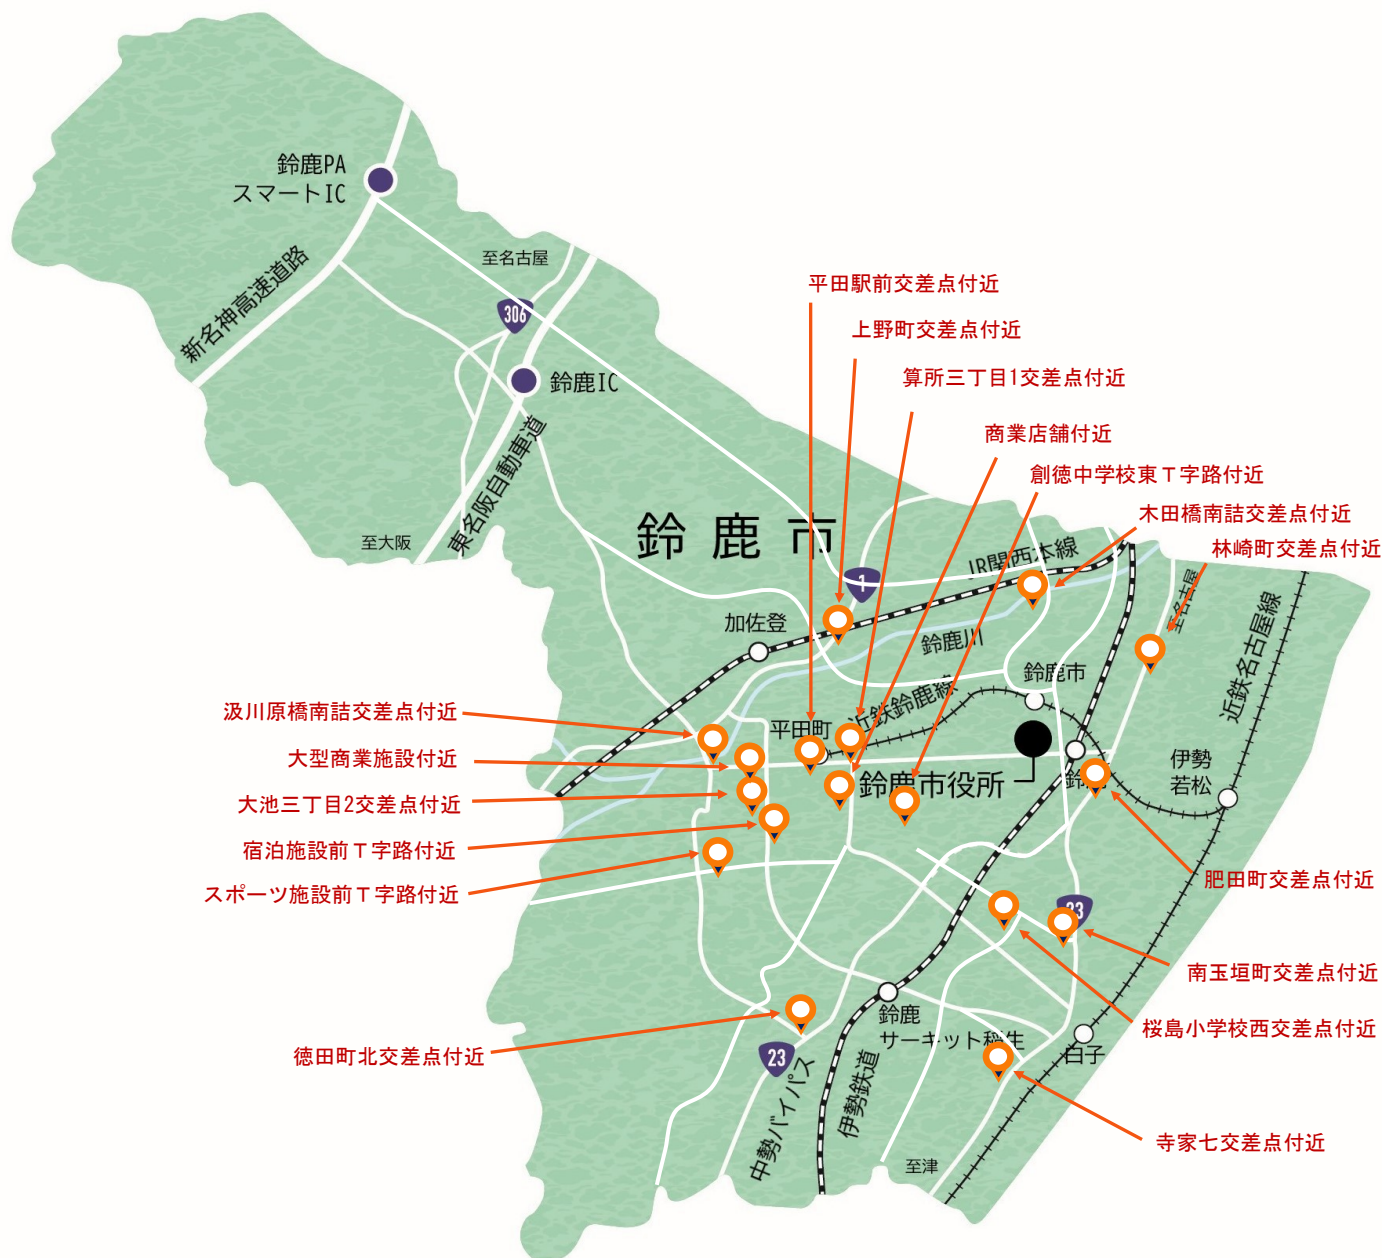 鈴鹿PA
スマートIC
至名古屋
新名神高速道路
306
平田駅前交差点付近
上野町交差点付近
鈴鹿IC
算所三丁目1交差点付近
東名阪自動車道
商業店舗付近
創徳中学校東T字路付近
木田橋南詰交差点付近
鈴鹿市
至大阪
林崎町交差点付近
JR関西本線
1
至名古屋
近鉄名古屋線
加佐登
鈴鹿川
鈴鹿市
近鉄鈴鹿線
汲川原橋南詰交差点付近
平田町
大型商業施設付近
伊勢
若松
鈴鹿市役所
大池三丁目2交差点付近
宿泊施設前T字路付近
スポーツ施設前T字路付近
肥田町交差点付近
23
南玉垣町交差点付近
鈴鹿
サーキット稲生
桜島小学校西交差点付近
白子
徳田町北交差点付近
23
中勢バイパス
伊勢鉄道
寺家七交差点付近
至津